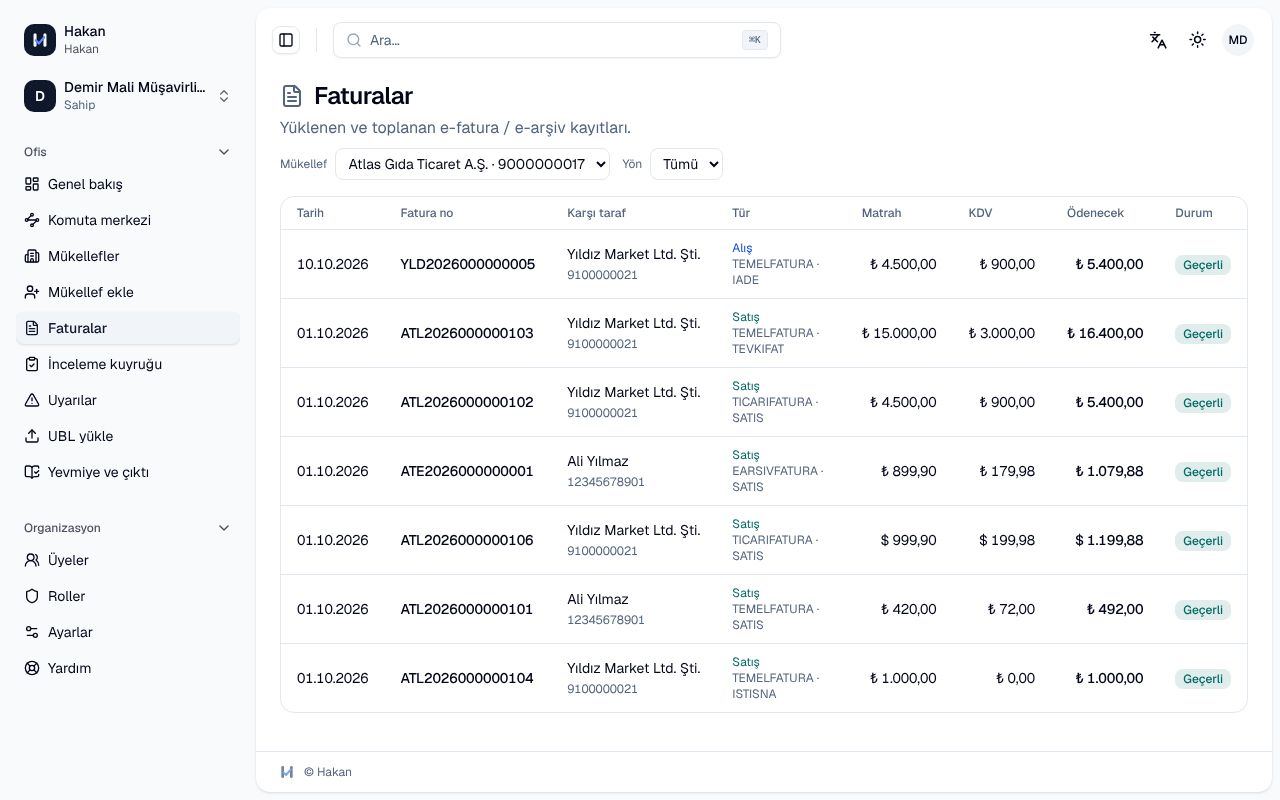 Hakan
Hakan
Demir Mali Müşavirli...
Sahip
D
Ofis
Genel bakış
Komuta merkezi
Mükellefler
Mükellef ekle
Faturalar
İnceleme kuyruğu
Uyarılar
UBL yükle
Yevmiye ve çıktı
Organizasyon
Üyeler
Roller
Ayarlar
Yardım
Ara... ⌘K
MD
Faturalar
Yüklenen ve toplanan e-fatura / e-arşiv kayıtları.
Mükellef Atlas Gıda Ticaret A.Ş. · 9000000017 Yön Tümü
Tarih Fatura no Karşı taraf Tür Matrah KDV Ödenecek Durum
Alış
Yıldız Market Ltd. Şti.
10.10.2026 YLD2026000000005 TEMELFATURA · ₺ 4.500,00 ₺ 900,00 ₺ 5.400,00 Geçerli
9100000021
IADE
Satış
Yıldız Market Ltd. Şti.
01.10.2026 ATL2026000000103 TEMELFATURA · ₺ 15.000,00 ₺ 3.000,00 ₺ 16.400,00 Geçerli
9100000021
TEVKIFAT
Satış
Yıldız Market Ltd. Şti.
01.10.2026 ATL2026000000102 TICARIFATURA · ₺ 4.500,00 ₺ 900,00 ₺ 5.400,00 Geçerli
9100000021
SATIS
Satış
Ali Yılmaz
01.10.2026 ATE2026000000001 EARSIVFATURA · ₺ 899,90 ₺ 179,98 ₺ 1.079,88 Geçerli
12345678901
SATIS
Satış
Yıldız Market Ltd. Şti.
01.10.2026 ATL2026000000106 TICARIFATURA · $ 999,90 $ 199,98 $ 1.199,88 Geçerli
9100000021
SATIS
Satış
Ali Yılmaz
01.10.2026 ATL2026000000101 TEMELFATURA · ₺ 420,00 ₺ 72,00 ₺ 492,00 Geçerli
12345678901
SATIS
Satış
Yıldız Market Ltd. Şti.
01.10.2026 ATL2026000000104 TEMELFATURA · ₺ 1.000,00 ₺ 0,00 ₺ 1.000,00 Geçerli
9100000021
ISTISNA
© Hakan